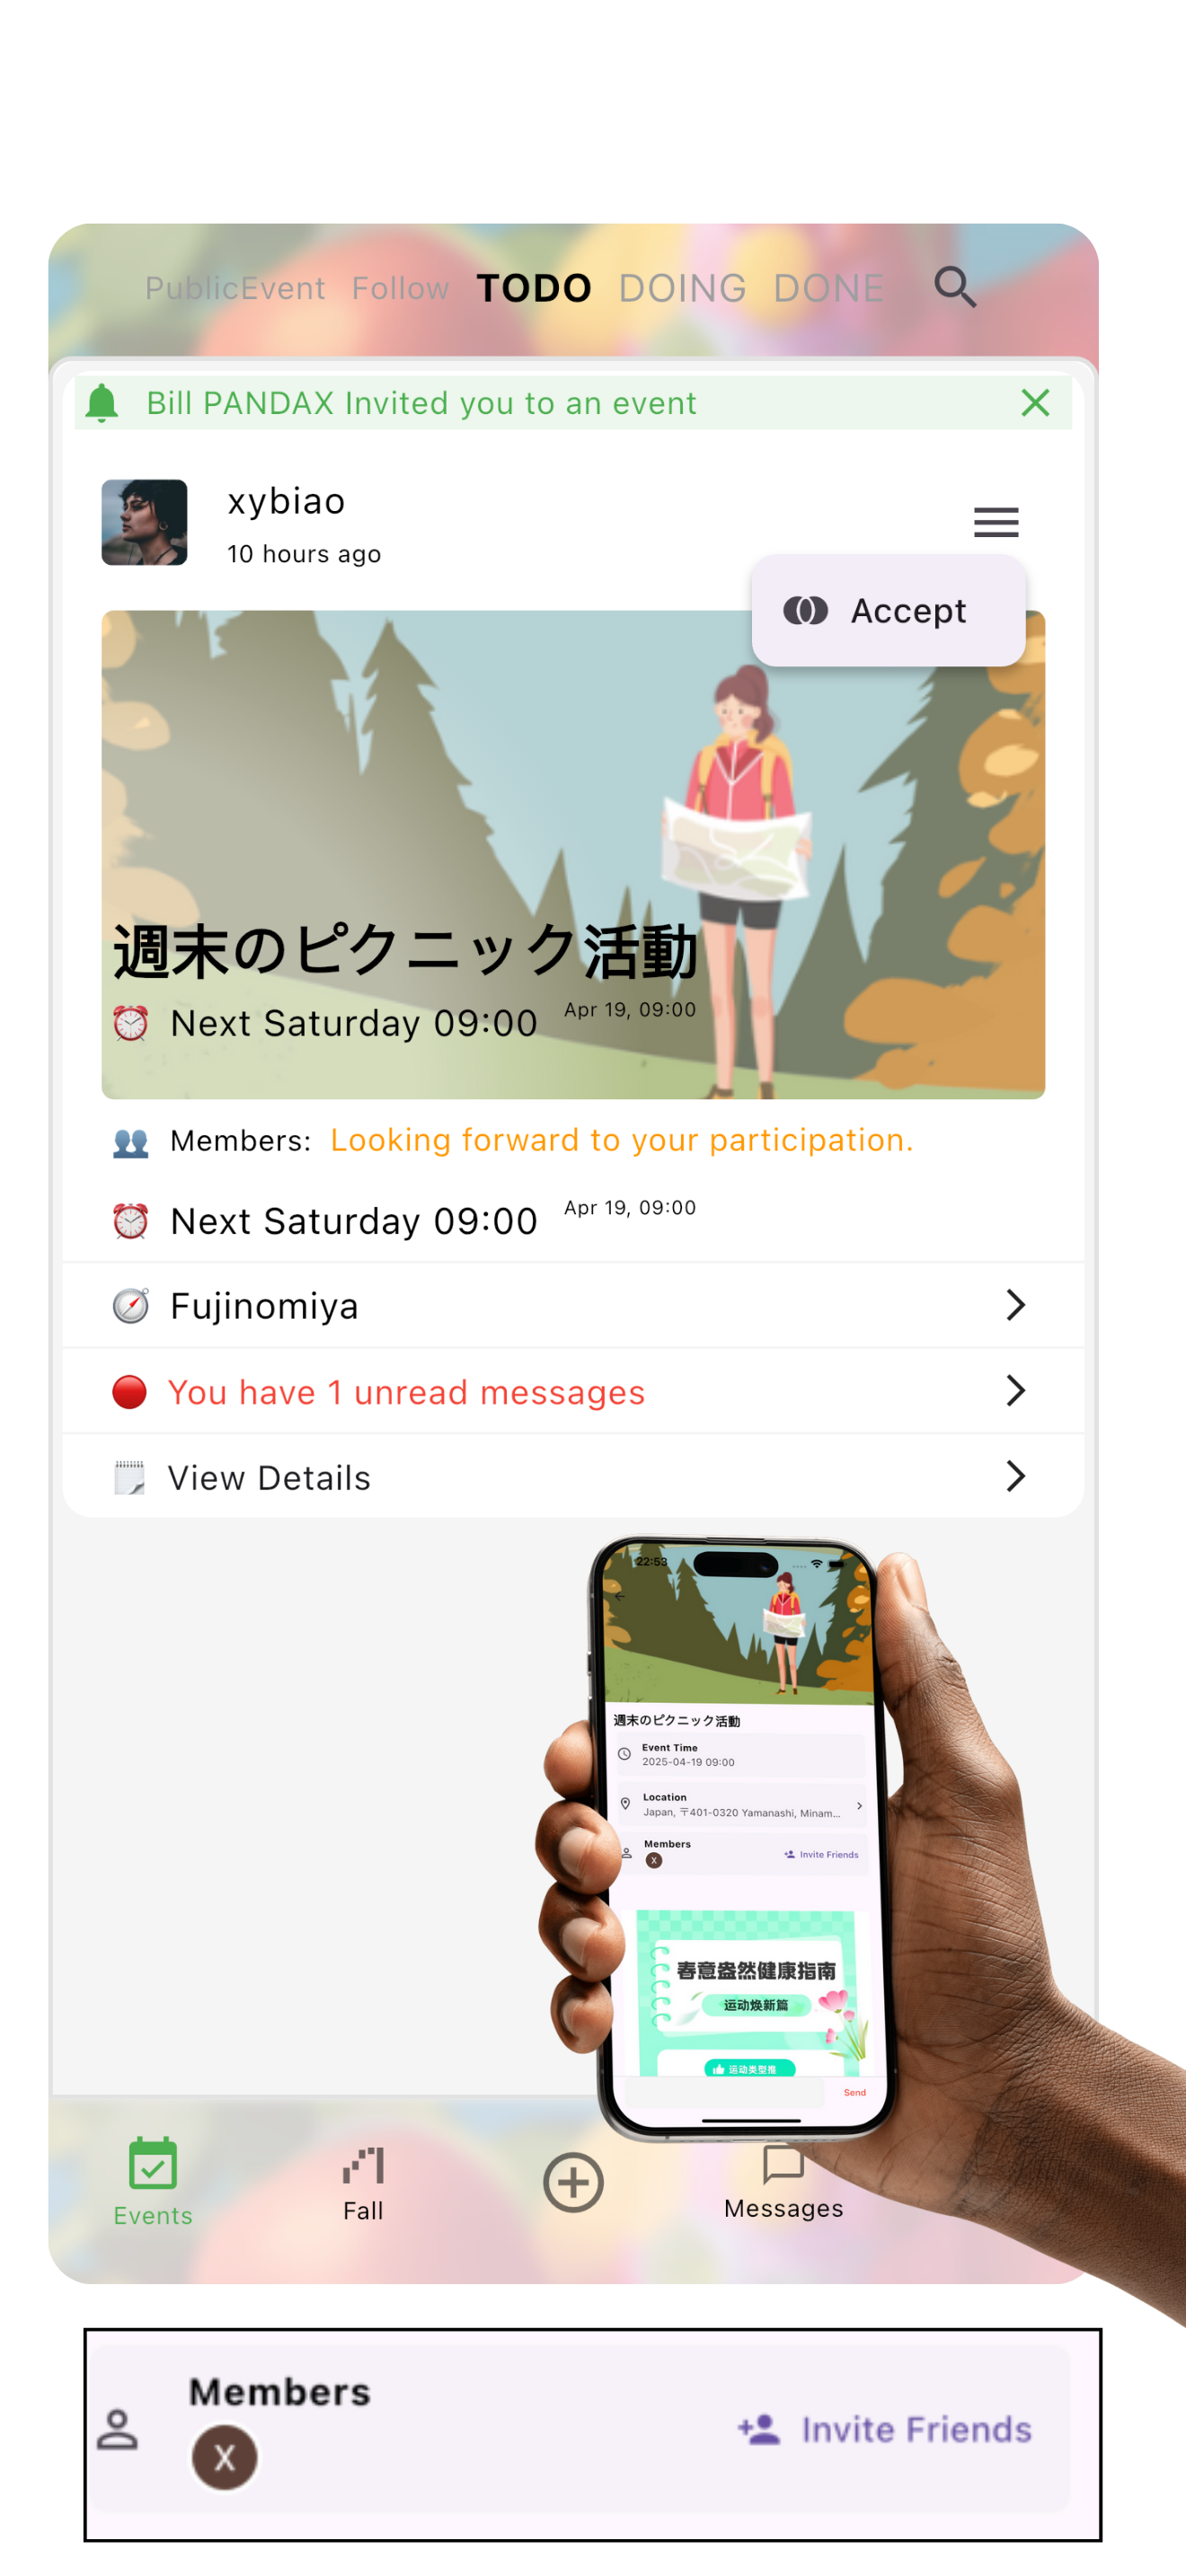 PublicEvent Follow TODO DOING DONE
Bill PANDAX Invited you to an event
xybiao
10 hours ago
Accept
週末のピクニック活動
Next Saturday 09:00 Apr 19, 09:00
Members: Looking forward to your participation.
Next Saturday 09:00 Apr 19, 09:00
Fujinomiya
You have 1 unread messages
View Details
22:53
週末のピクニック活動
Event Time
2025-04-19 09:00
Location
Japan, 〒401-0320 Yamanashi, Minam...
Members
X
Invite Friends
春意盎然健康指南
运动焕新篇
运动类型推
Send
Events
Fall
Messages
Members
X
Invite Friends